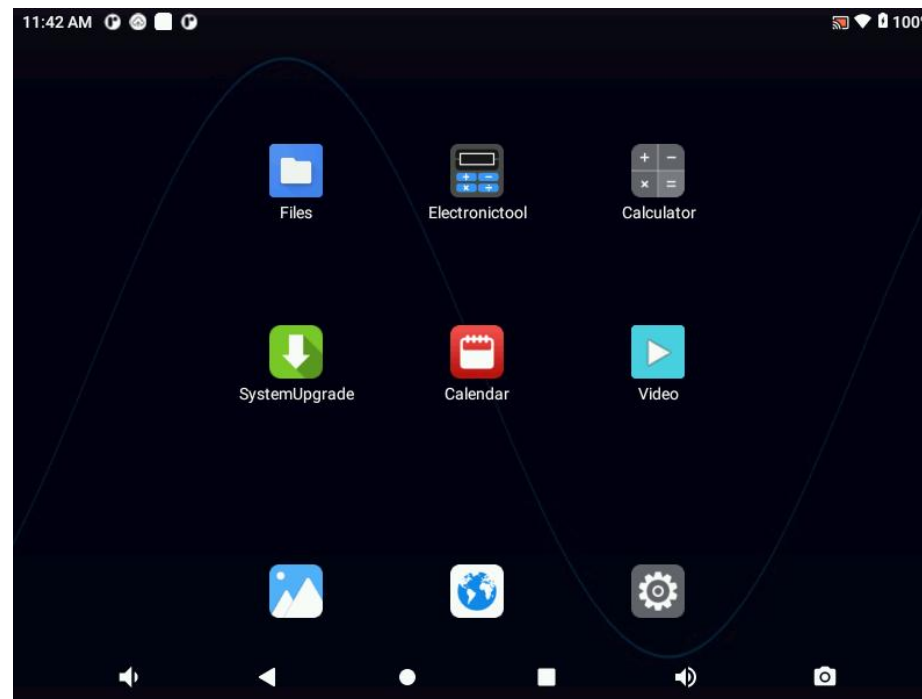 11:42 AM 100%
Files Electronictool Calculator
SystemUpgrade Calendar Video